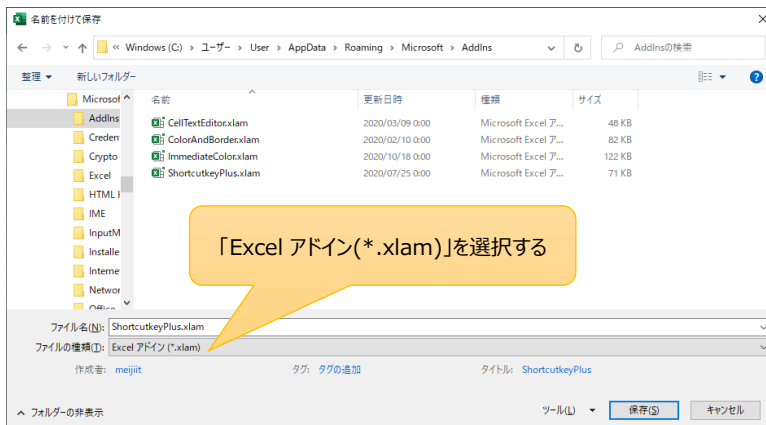 名前を付けて保存
« Windows (C:) › ユーザー › User › AppData › Roaming › Microsoft › AddIns
AddInsの検索
整理 新しいフォルダー
名前 更新日時 種類 サイズ
Microsof
AddIns
Creden
Crypto
Excel
HTML
IME
InputM
Installe
Interne
Networ
Office
CellTextEditor.xlam 2020/03/09 0:00 Microsoft Excel ア... 48 KB
ColorAndBorder.xlam 2020/02/10 0:00 Microsoft Excel ア... 82 KB
ImmediateColor.xlam 2020/10/18 0:00 Microsoft Excel ア... 122 KB
ShortcutkeyPlus.xlam 2020/07/25 0:00 Microsoft Excel ア... 71 KB
「Excel アドイン(*.xlam)」を選択する
ファイル名(N): ShortcutkeyPlus.xlam
ファイルの種類(T): Excel アドイン (*.xlam)
作成者: meijiit タグ: タグの追加 タイトル: ShortcutkeyPlus
フォルダーの非表示 ツール(L) 保存(S) キャンセル